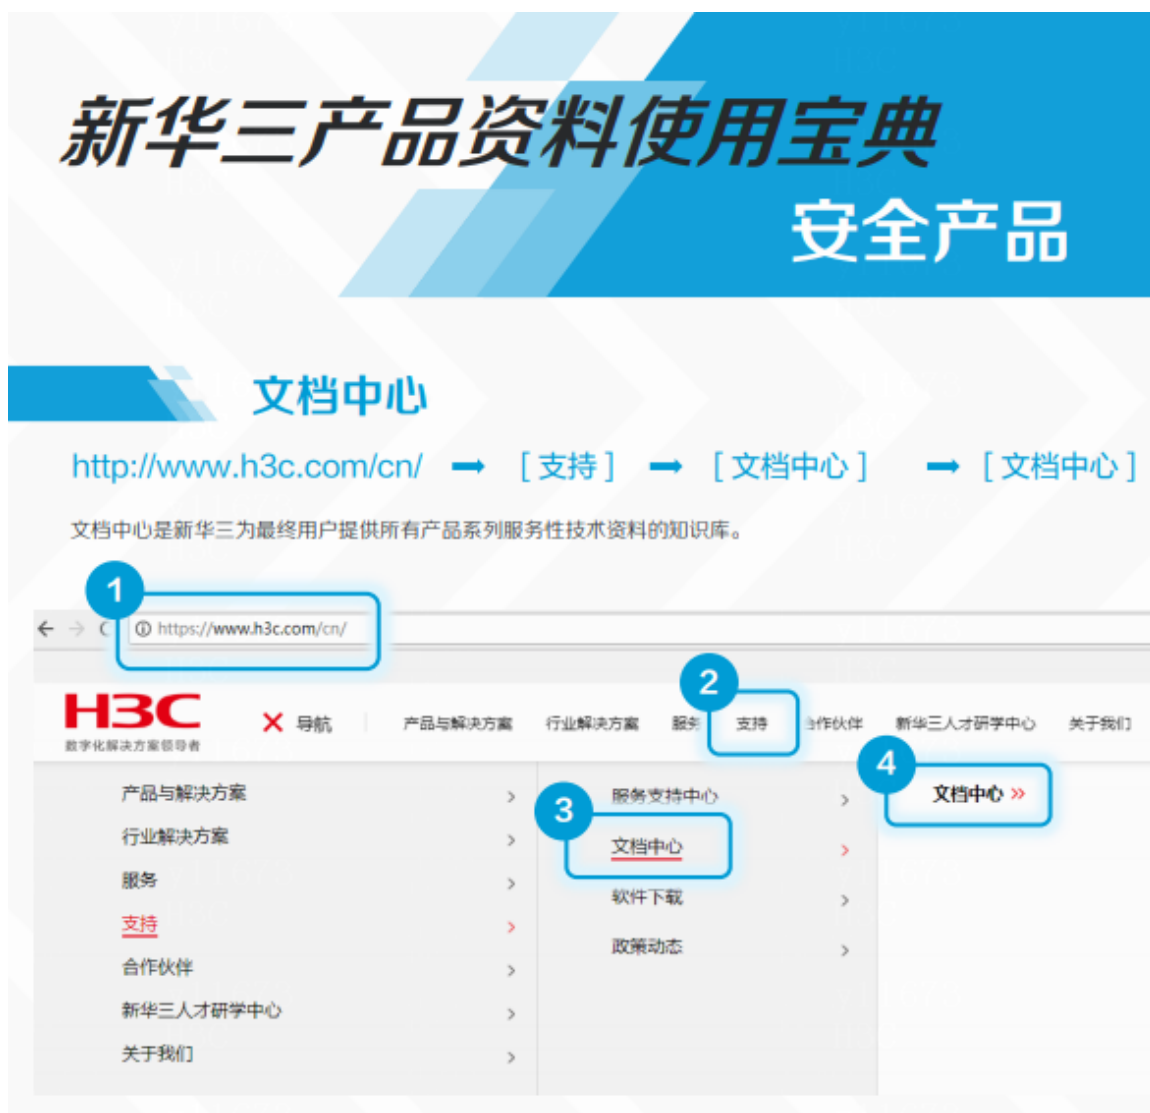 新华三产品资料使用宝典
安全产品
文档中心
http://www.h3c.com/cn/ ➡ [ 支持 ] ➡ [ 文档中心 ] ➡ [ 文档中心 ]
文档中心是新华三为最终用户提供所有产品系列服务性技术资料的知识库。
1
https://www.h3c.com/cn/
2
H3C
数字化解决方案领导者
导航 产品与解决方案 行业解决方案 服务 支持 合作伙伴 新华三人才研学中心 关于我们
3
4
产品与解决方案
行业解决方案
服务
支持
合作伙伴
新华三人才研学中心
关于我们
服务支持中心
文档中心
软件下载
政策动态
文档中心 »